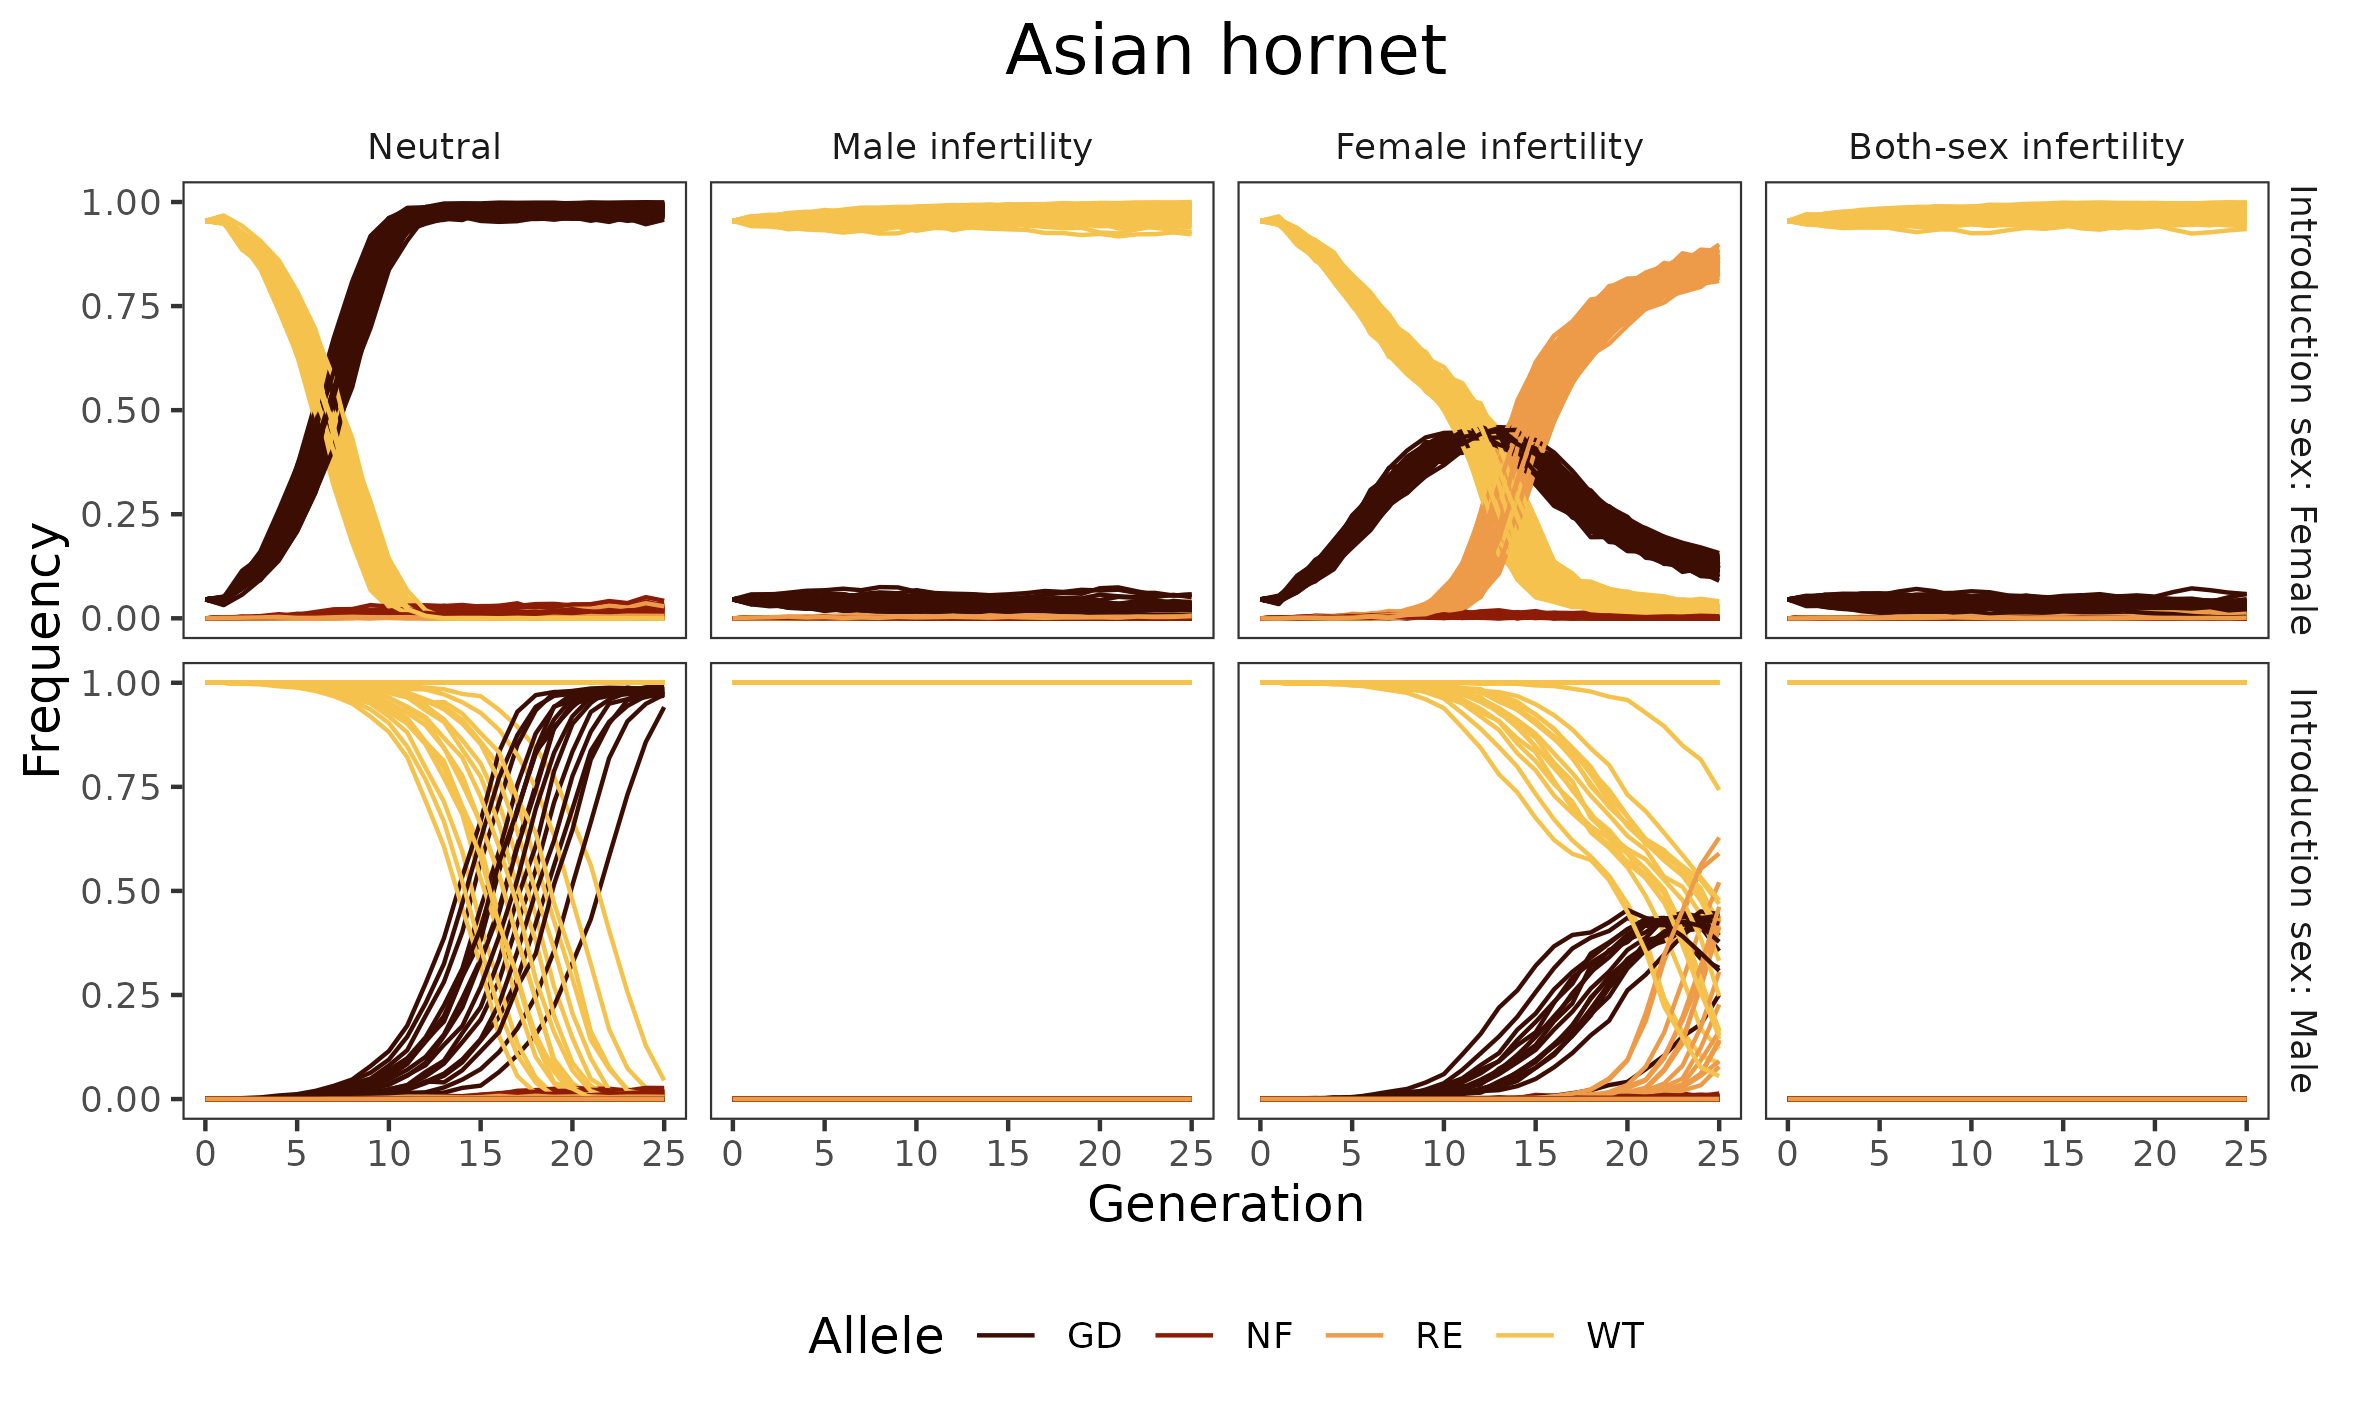 Asian hornet
Neutral Male infertility Female infertility Both-sex infertility
1.00
0.75
0.50
0.25
0.00
Introduction sex: Female
Frequency
1.00
0.75
0.50
0.25
0.00
Introduction sex: Male
0 5 10 15 20 25 0 5 10 15 20 25 0 5 10 15 20 25 0 5 10 15 20 25
Generation
Allele GD NF RE WT